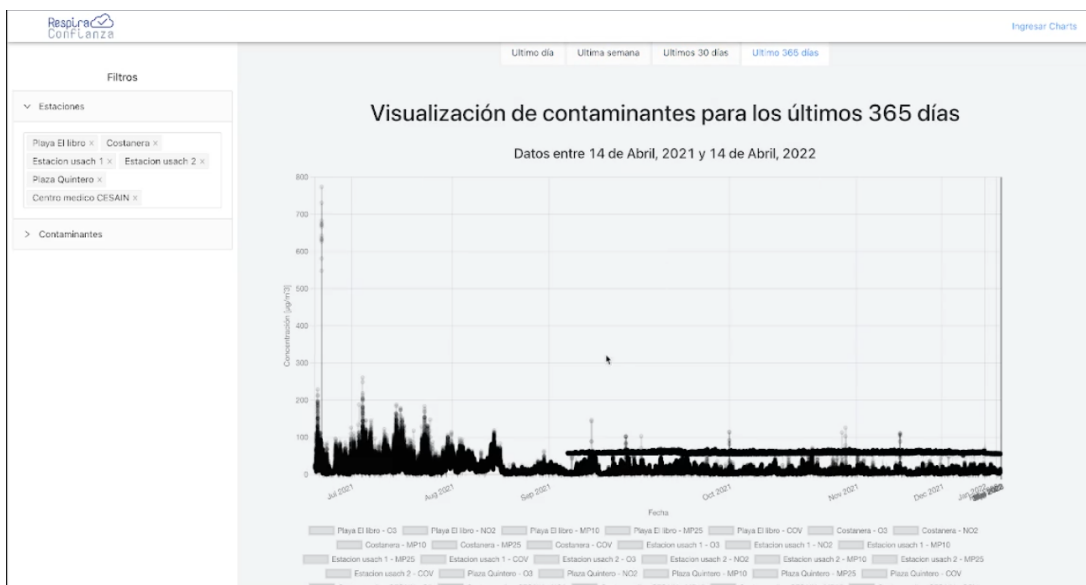 Respira
Confianza
Ingresar Charts
Ultimo día Ultima semana Ultimos 30 días Ultimo 365 días
Filtros
Estaciones
Playa El libro × Costanera ×
Estacion usach 1 × Estacion usach 2 ×
Plaza Quintero ×
Centro medico CESAIN ×
Contaminantes
Visualización de contaminantes para los últimos 365 días
Datos entre 14 de Abril, 2021 y 14 de Abril, 2022
800
700
600
500
400
300
200
100
0
Concentración [µg/m3]
Jul 2021 Aug 2021 Sep 2021 Oct 2021 Nov 2021 Dec 2021 Jan 2022
Fecha
Playa El libro - O3 Playa El libro - NO2 Playa El libro - MP10 Playa El libro - MP25 Playa El libro - COV Costanera - O3 Costanera - NO2
Costanera - MP10 Costanera - MP25 Costanera - COV Estacion usach 1 - O3 Estacion usach 1 - NO2 Estacion usach 1 - MP10
Estacion usach 1 - MP25 Estacion usach 1 - COV Estacion usach 2 - O3 Estacion usach 2 - NO2 Estacion usach 2 - MP10 Estacion usach 2 - MP25
Estacion usach 2 - COV Plaza Quintero - O3 Plaza Quintero - NO2 Plaza Quintero - MP10 Plaza Quintero - MP25 Plaza Quintero - COV